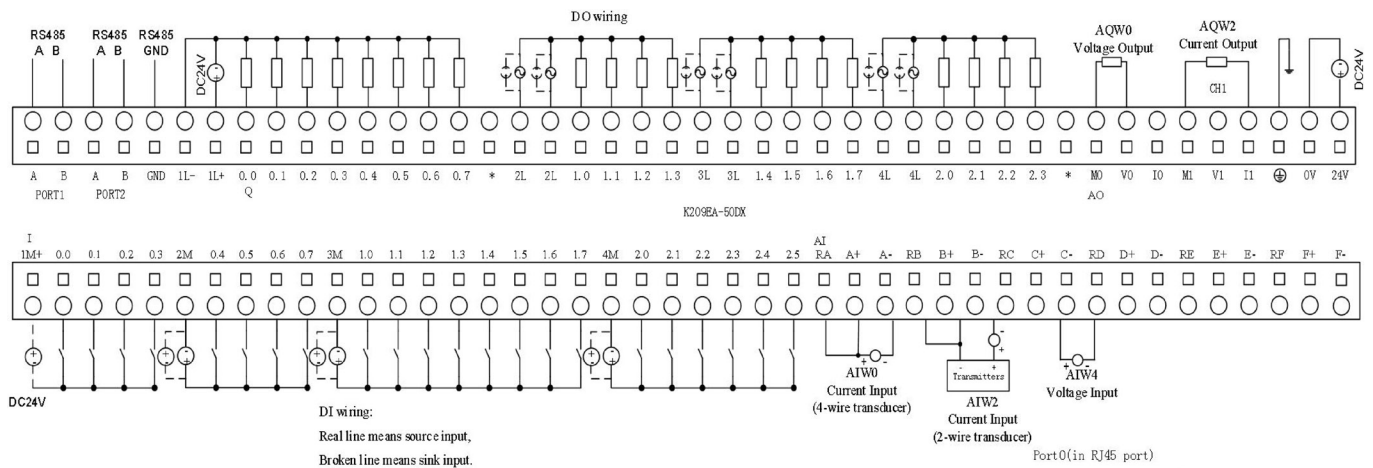 RS485 RS485 RS485
A B A B GND
DC24V
DO wiring
AQW0
Voltage Output
AQW2
Current Output
CH1
DC24V
A B A B GND 1L- 1L+ 0.0 0.1 0.2 0.3 0.4 0.5 0.6 0.7 * 2L 2L 1.0 1.1 1.2 1.3 3L 3L 1.4 1.5 1.6 1.7 4L 4L 2.0 2.1 2.2 2.3 * M0 V0 I0 M1 V1 I1 0V 24V
PORT1 PORT2 Q AO
K209EA-50DX
I AI
1M+ 0.0 0.1 0.2 0.3 2M 0.4 0.5 0.6 0.7 3M 1.0 1.1 1.2 1.3 1.4 1.5 1.6 1.7 4M 2.0 2.1 2.2 2.3 2.4 2.5 RA A+ A- RB B+ B- RC C+ C- RD D+ D- RE E+ E- RF F+ F-
DC24V
AIW0
Current Input
(4-wire transducer)
Transmitters
AIW2
Current Input
(2-wire transducer)
AIW4
Voltage Input
DI wiring:
Real line means source input,
Broken line means sink input.
Port0(in RJ45 port)